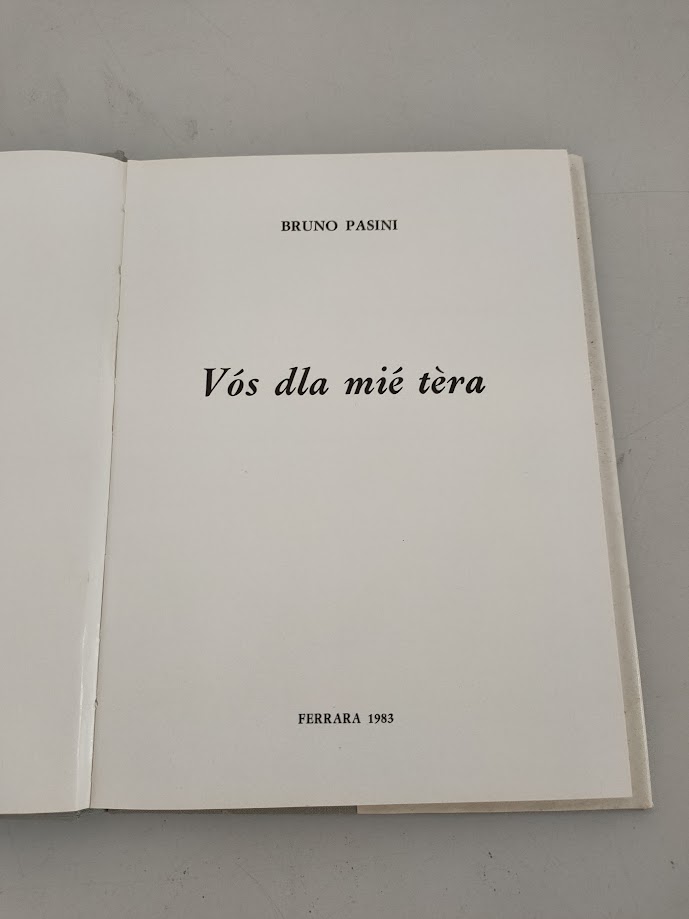 BRUNO PASINI
Vós dla mié tèra
FERRARA 1983